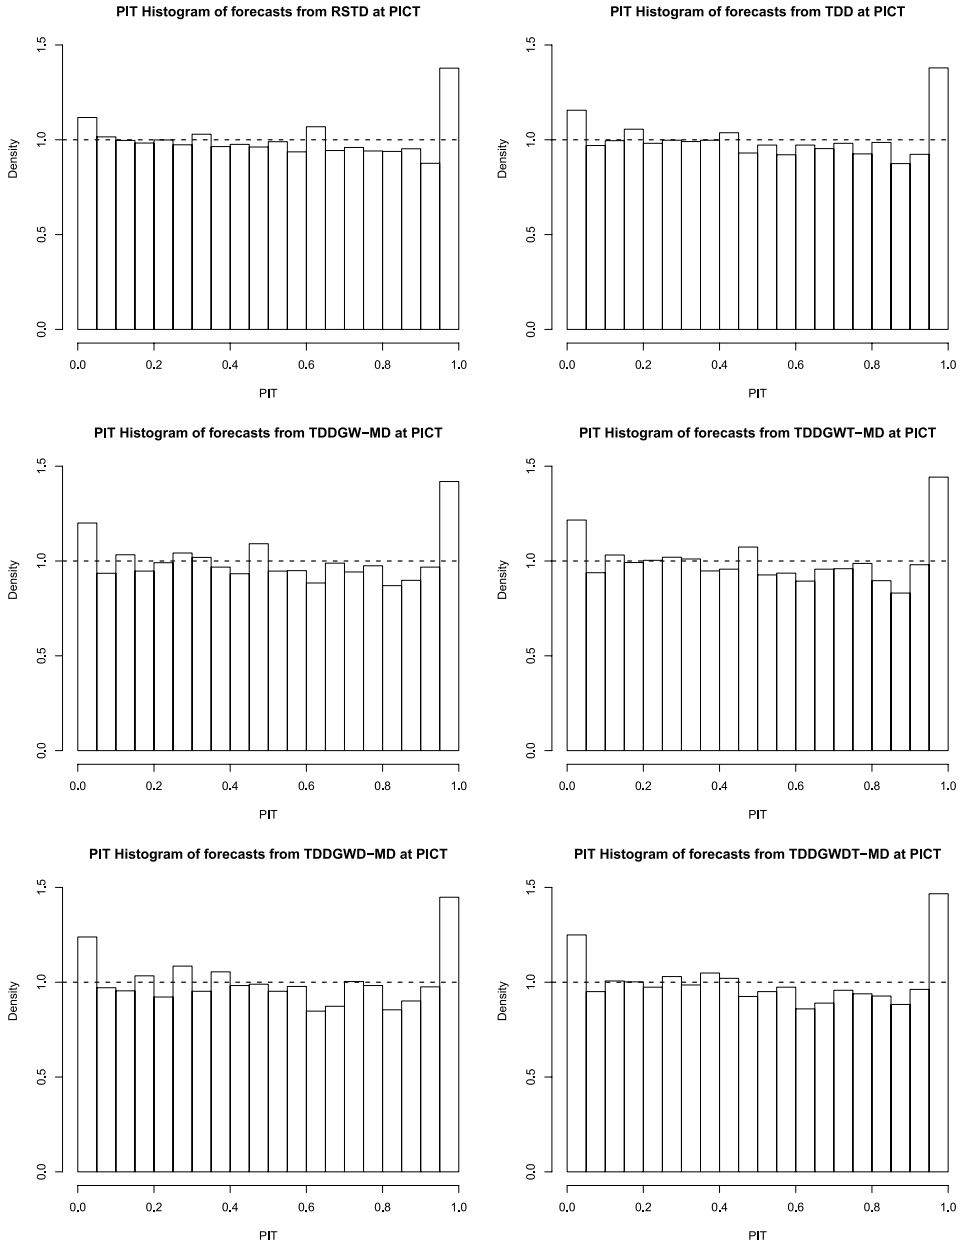 PIT Histogram of forecasts from RSTD at PICT
Density
0.0 0.5 1.0 1.5
0.0 0.2 0.4 0.6 0.8 1.0
PIT
PIT Histogram of forecasts from TDD at PICT
Density
0.0 0.5 1.0 1.5
0.0 0.2 0.4 0.6 0.8 1.0
PIT
PIT Histogram of forecasts from TDDGW−MD at PICT
Density
0.0 0.5 1.0 1.5
0.0 0.2 0.4 0.6 0.8 1.0
PIT
PIT Histogram of forecasts from TDDGWT−MD at PICT
Density
0.0 0.5 1.0 1.5
0.0 0.2 0.4 0.6 0.8 1.0
PIT
PIT Histogram of forecasts from TDDGWD−MD at PICT
Density
0.0 0.5 1.0 1.5
0.0 0.2 0.4 0.6 0.8 1.0
PIT
PIT Histogram of forecasts from TDDGWDT−MD at PICT
Density
0.0 0.5 1.0 1.5
0.0 0.2 0.4 0.6 0.8 1.0
PIT